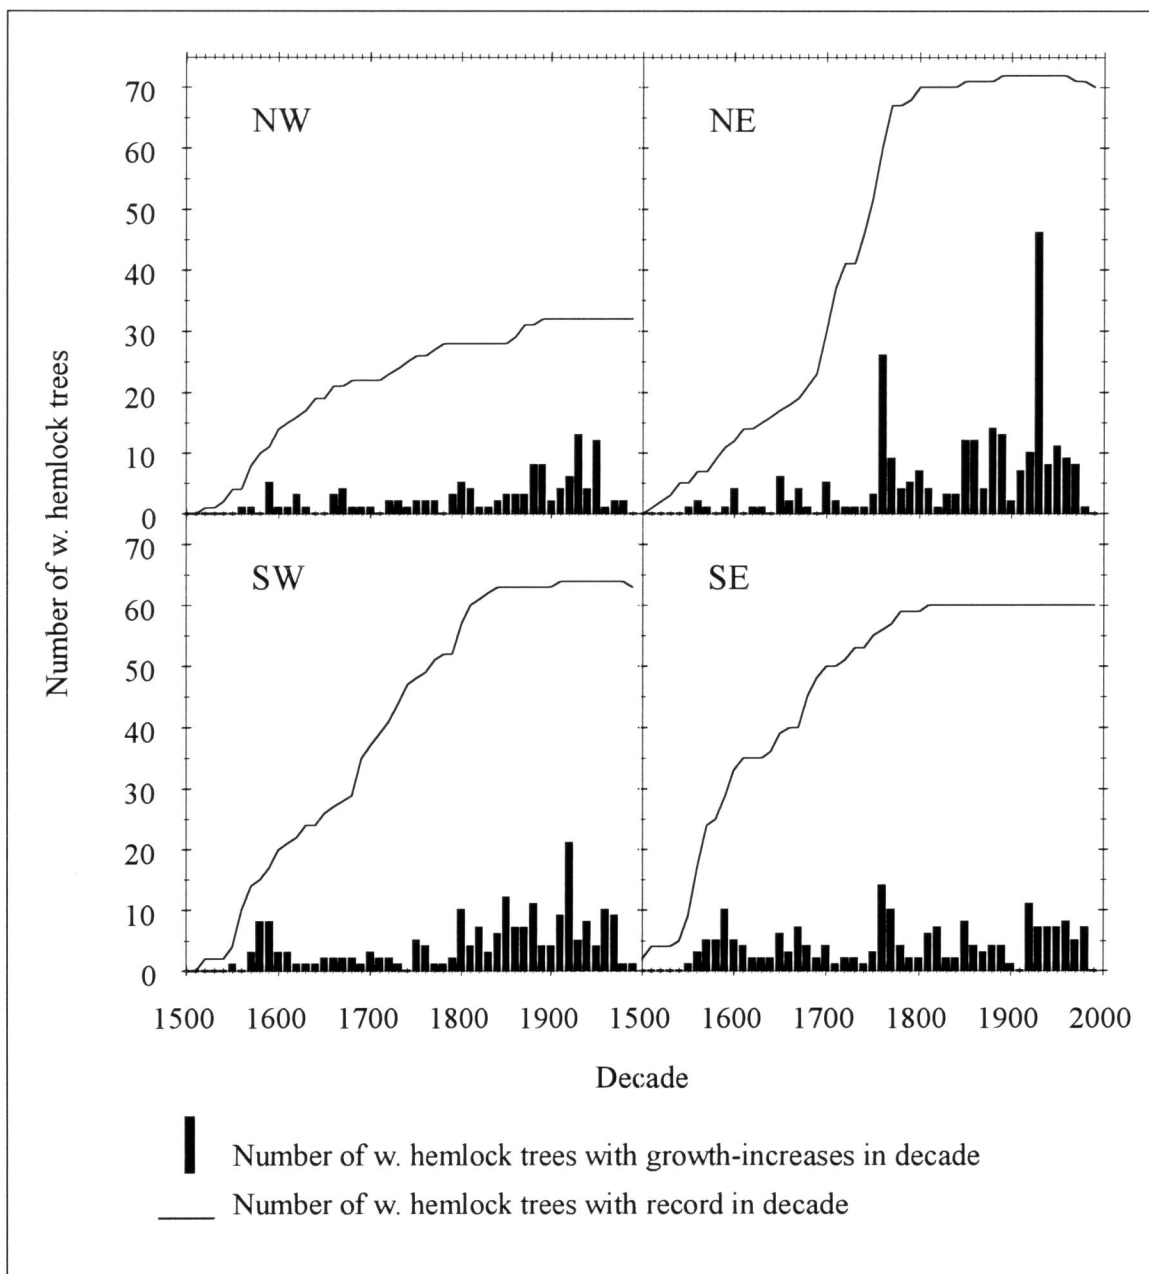 Number of w. hemlock trees
70
60
50
40
30
20
10
0
NW
NE
70
60
50
40
30
20
10
0
SW
SE
1500 1600 1700 1800 1900 1500 1600 1700 1800 1900 2000
Decade
Number of w. hemlock trees with growth-increases in decade
Number of w. hemlock trees with record in decade